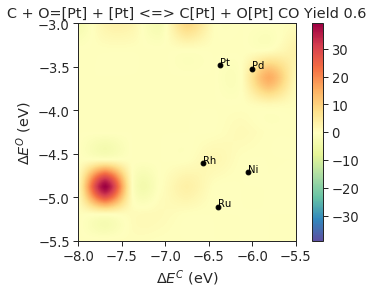 C + O=[Pt] + [Pt] <=> C[Pt] + O[Pt] CO Yield 0.6
−3.0
−3.5
−4.0
−4.5
−5.0
−5.5
ΔE^O (eV)
Pt
Pd
Rh
Ni
Ru
−8.0 −7.5 −7.0 −6.5 −6.0 −5.5
ΔE^C (eV)
30
20
10
0
−10
−20
−30